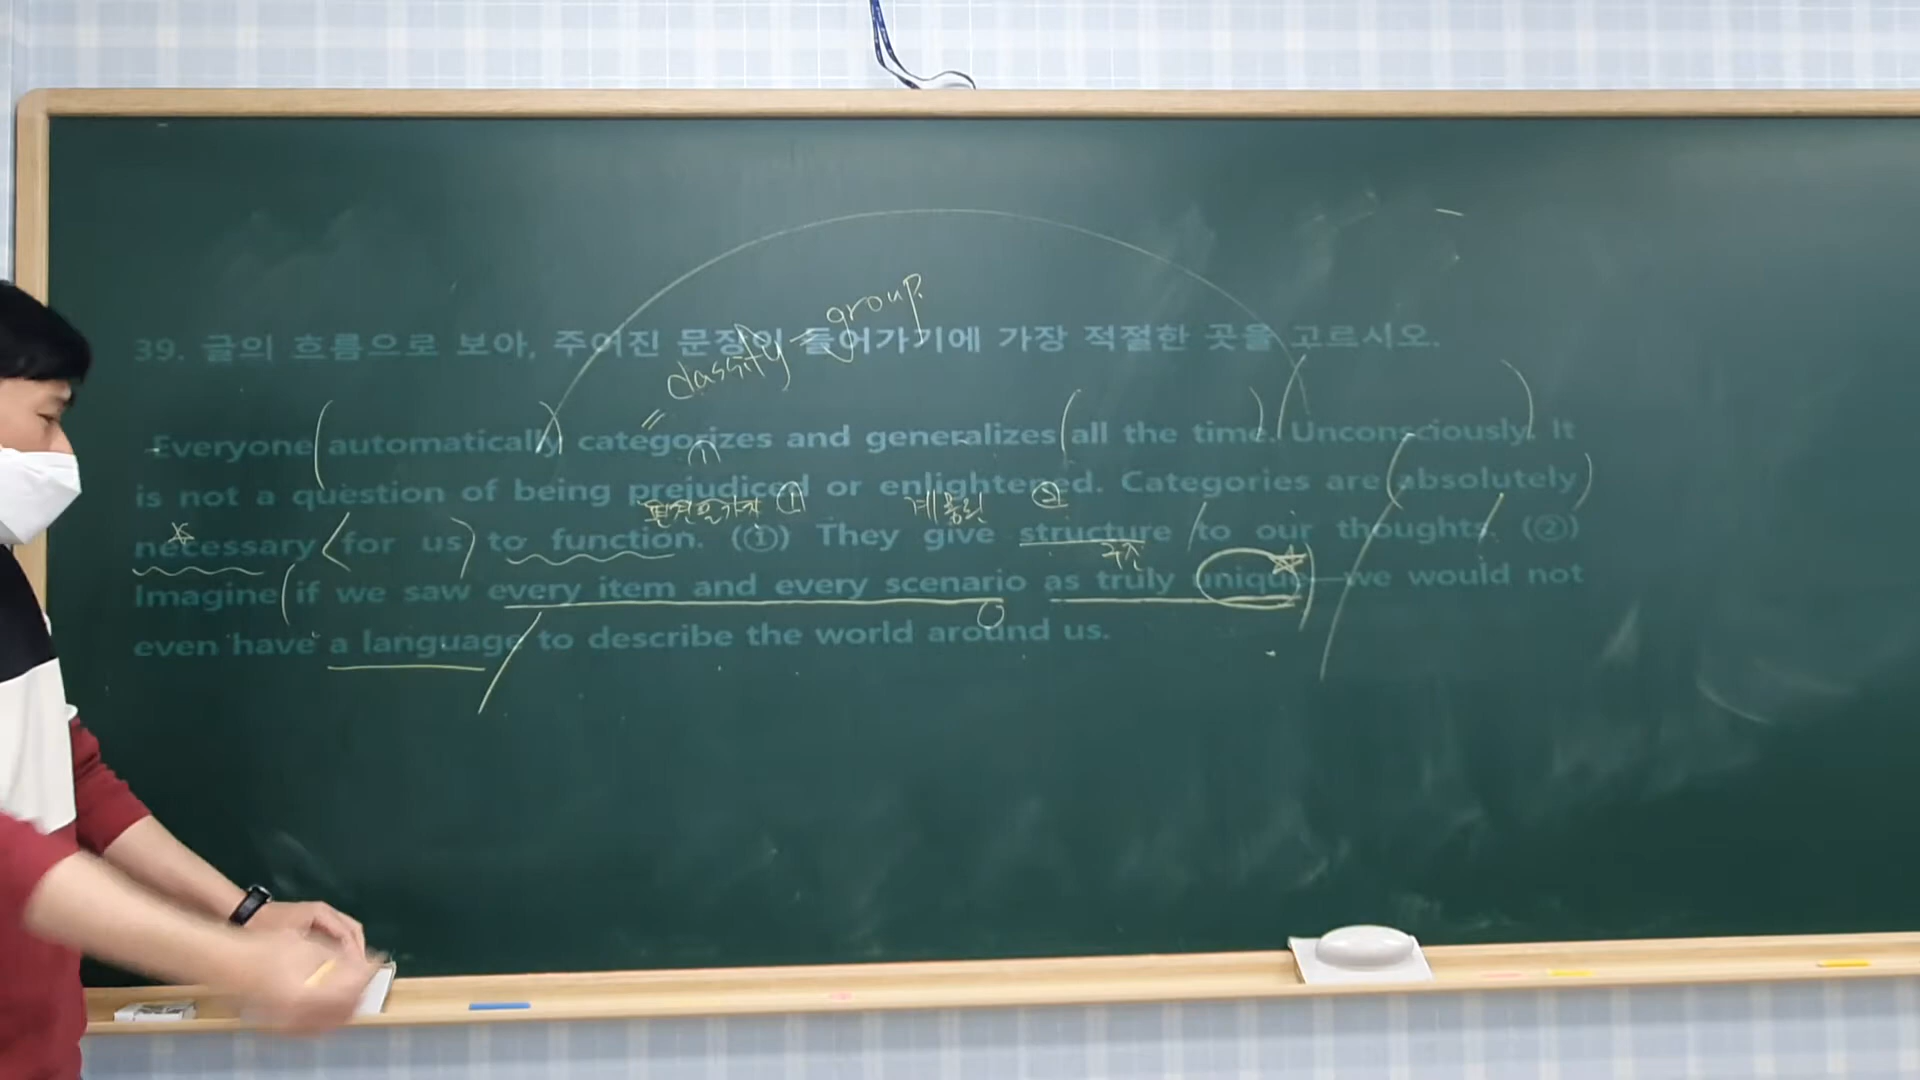 = classify = group.
39. 글의 흐름으로 보아, 주어진 문장이 들어가기에 가장 적절한 곳을 고르시오.
Everyone automatically categorizes and generalizes all the time. Unconsciously. It
is not a question of being prejudiced or enlightened. Categories are absolutely
편견을가진 ① 계몽된 ②
necessary for us to function. (①) They give structure to our thoughts. (②)
구조
Imagine if we saw every item and every scenario as truly unique—we would not
even have a language to describe the world around us.